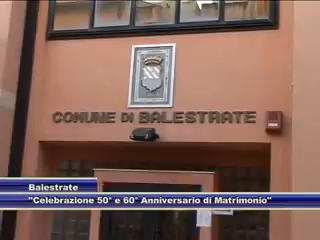 COMUNE DI BALESTRATE
Balestrate
"Celebrazione 50° e 60° Anniversario di Matrimonio"